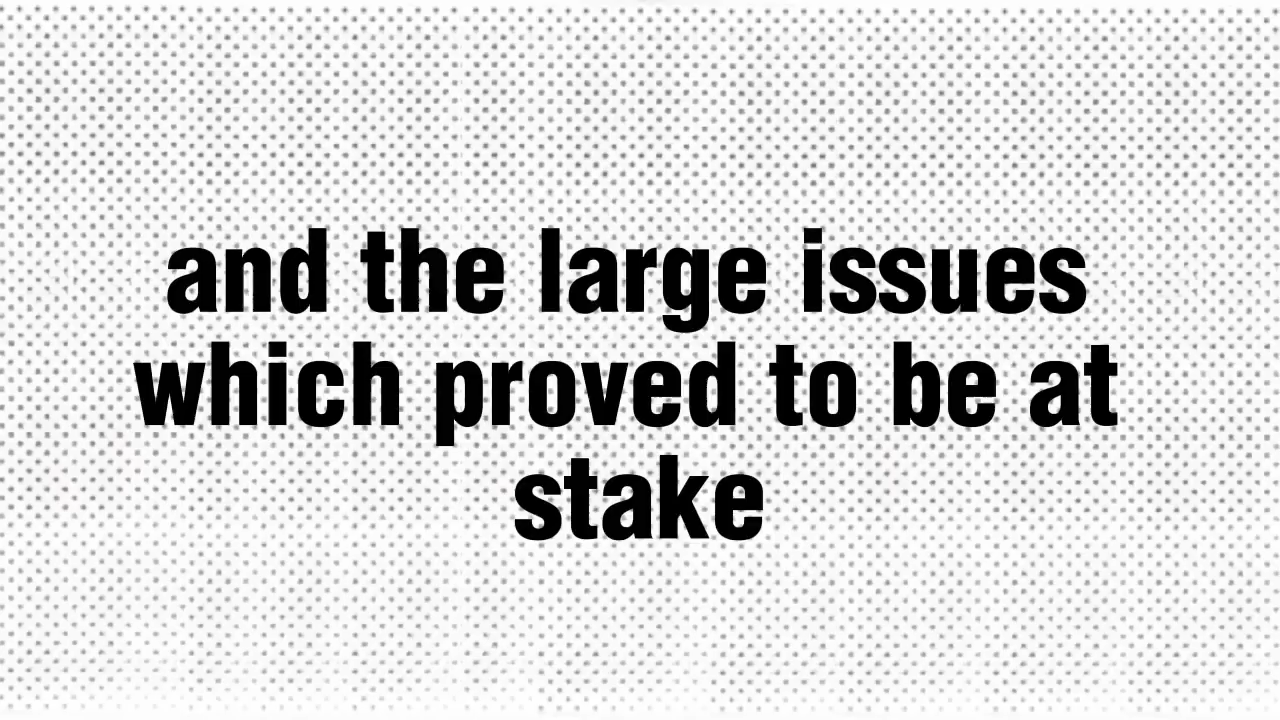 and the large issues
which proved to be at
stake